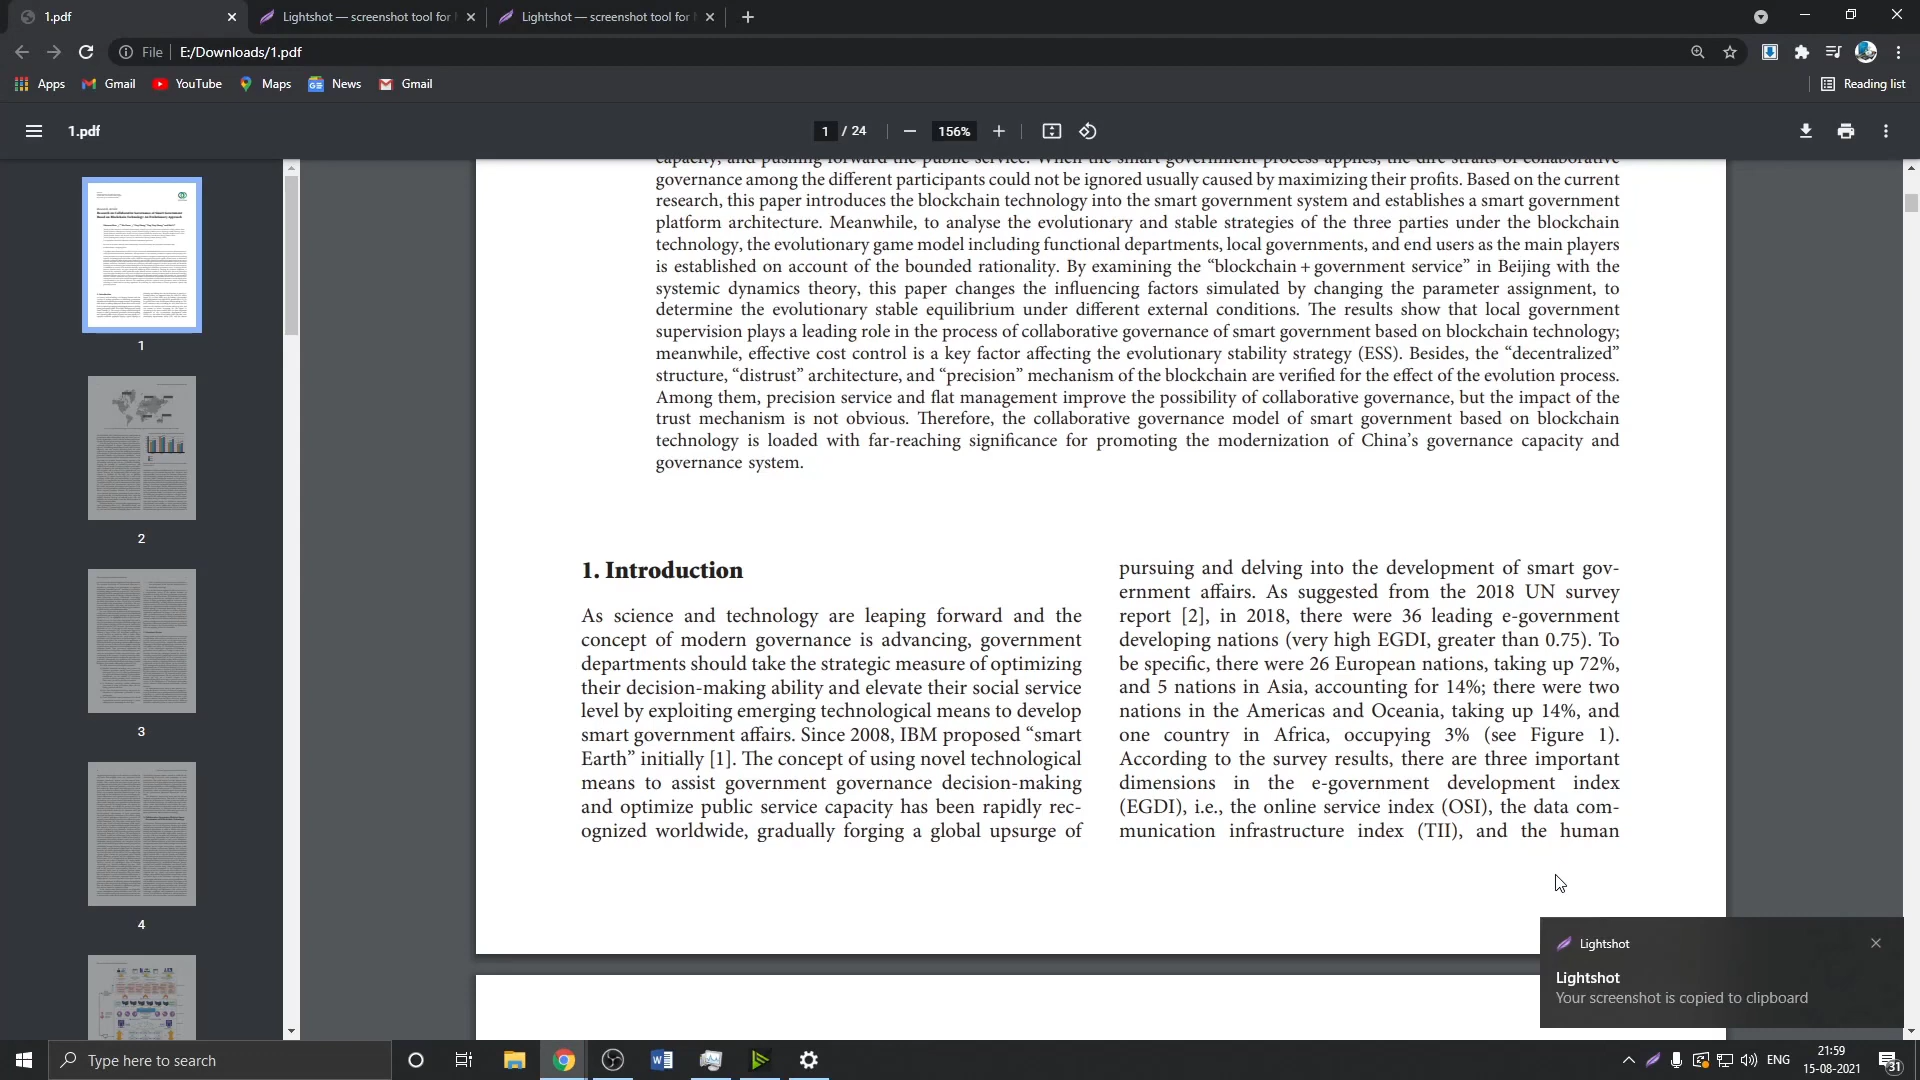 1.pdf
Lightshot — screenshot tool for
Lightshot — screenshot tool for
File
E:/Downloads/1.pdf
Apps
Gmail
YouTube
Maps
News
Gmail
Reading list
1.pdf
1 / 24
156%
1
2
3
4
capacity, and pushing forward the public service. When the smart government process applies, the dire straits of collaborative
governance among the different participants could not be ignored usually caused by maximizing their profits. Based on the current
research, this paper introduces the blockchain technology into the smart government system and establishes a smart government
platform architecture. Meanwhile, to analyse the evolutionary and stable strategies of the three parties under the blockchain
technology, the evolutionary game model including functional departments, local governments, and end users as the main players
is established on account of the bounded rationality. By examining the “blockchain + government service” in Beijing with the
systemic dynamics theory, this paper changes the influencing factors simulated by changing the parameter assignment, to
determine the evolutionary stable equilibrium under different external conditions. The results show that local government
supervision plays a leading role in the process of collaborative governance of smart government based on blockchain technology;
meanwhile, effective cost control is a key factor affecting the evolutionary stability strategy (ESS). Besides, the “decentralized”
structure, “distrust” architecture, and “precision” mechanism of the blockchain are verified for the effect of the evolution process.
Among them, precision service and flat management improve the possibility of collaborative governance, but the impact of the
trust mechanism is not obvious. Therefore, the collaborative governance model of smart government based on blockchain
technology is loaded with far-reaching significance for promoting the modernization of China’s governance capacity and
governance system.
1. Introduction
As science and technology are leaping forward and the
concept of modern governance is advancing, government
departments should take the strategic measure of optimizing
their decision-making ability and elevate their social service
level by exploiting emerging technological means to develop
smart government affairs. Since 2008, IBM proposed “smart
Earth” initially [1]. The concept of using novel technological
means to assist government governance decision-making
and optimize public service capacity has been rapidly rec-
ognized worldwide, gradually forging a global upsurge of
pursuing and delving into the development of smart gov-
ernment affairs. As suggested from the 2018 UN survey
report [2], in 2018, there were 36 leading e-government
developing nations (very high EGDI, greater than 0.75). To
be specific, there were 26 European nations, taking up 72%,
and 5 nations in Asia, accounting for 14%; there were two
nations in the Americas and Oceania, taking up 14%, and
one country in Africa, occupying 3% (see Figure 1).
According to the survey results, there are three important
dimensions in the e-government development index
(EGDI), i.e., the online service index (OSI), the data com-
munication infrastructure index (TII), and the human
Lightshot
Lightshot
Your screenshot is copied to clipboard
Type here to search
ENG
21:59
15-08-2021
31